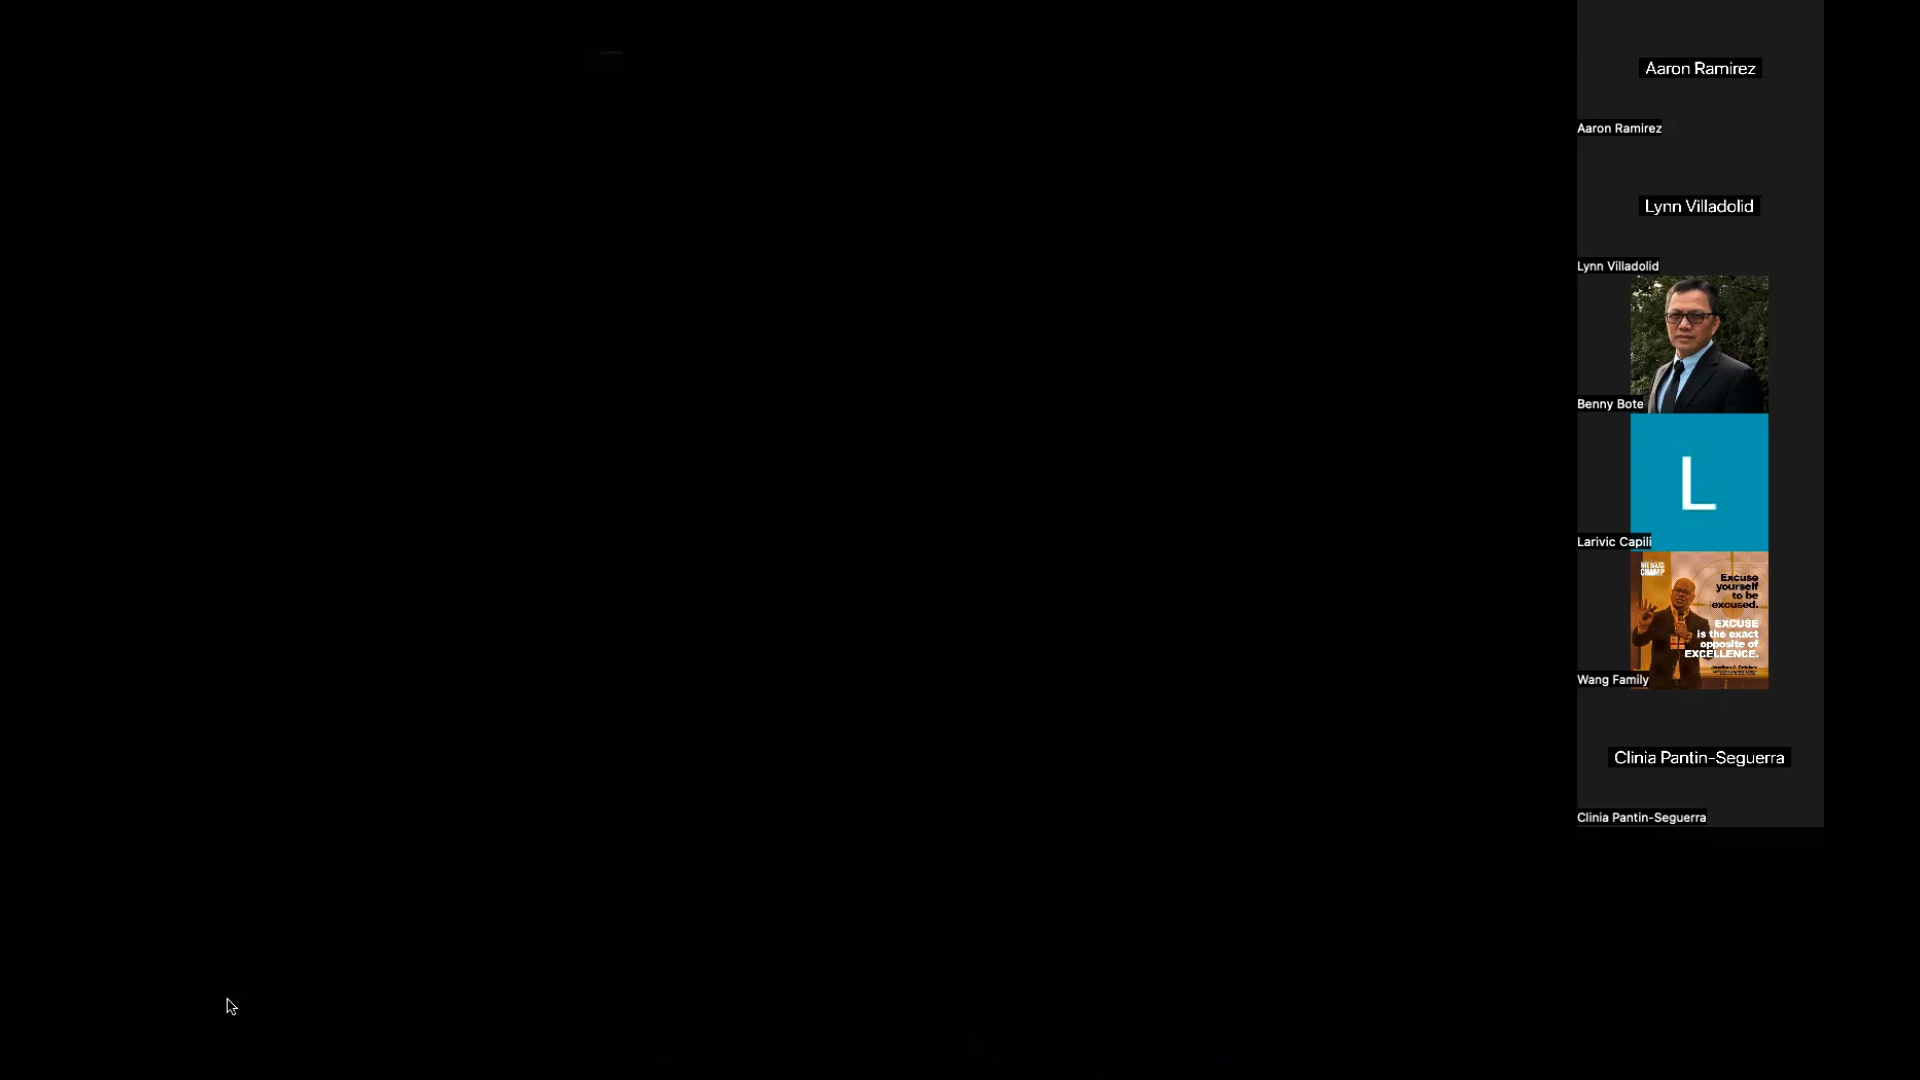 Aaron Ramirez
Aaron Ramirez
Lynn Villadolid
Lynn Villadolid
Benny Bote
L
Larivic Capili
CHAMP
Excuse
yourself
to be
excused.
EXCUSE
is the exact
opposite of
EXCELLENCE.
Wang Family
Clinia Pantin-Seguerra
Clinia Pantin-Seguerra